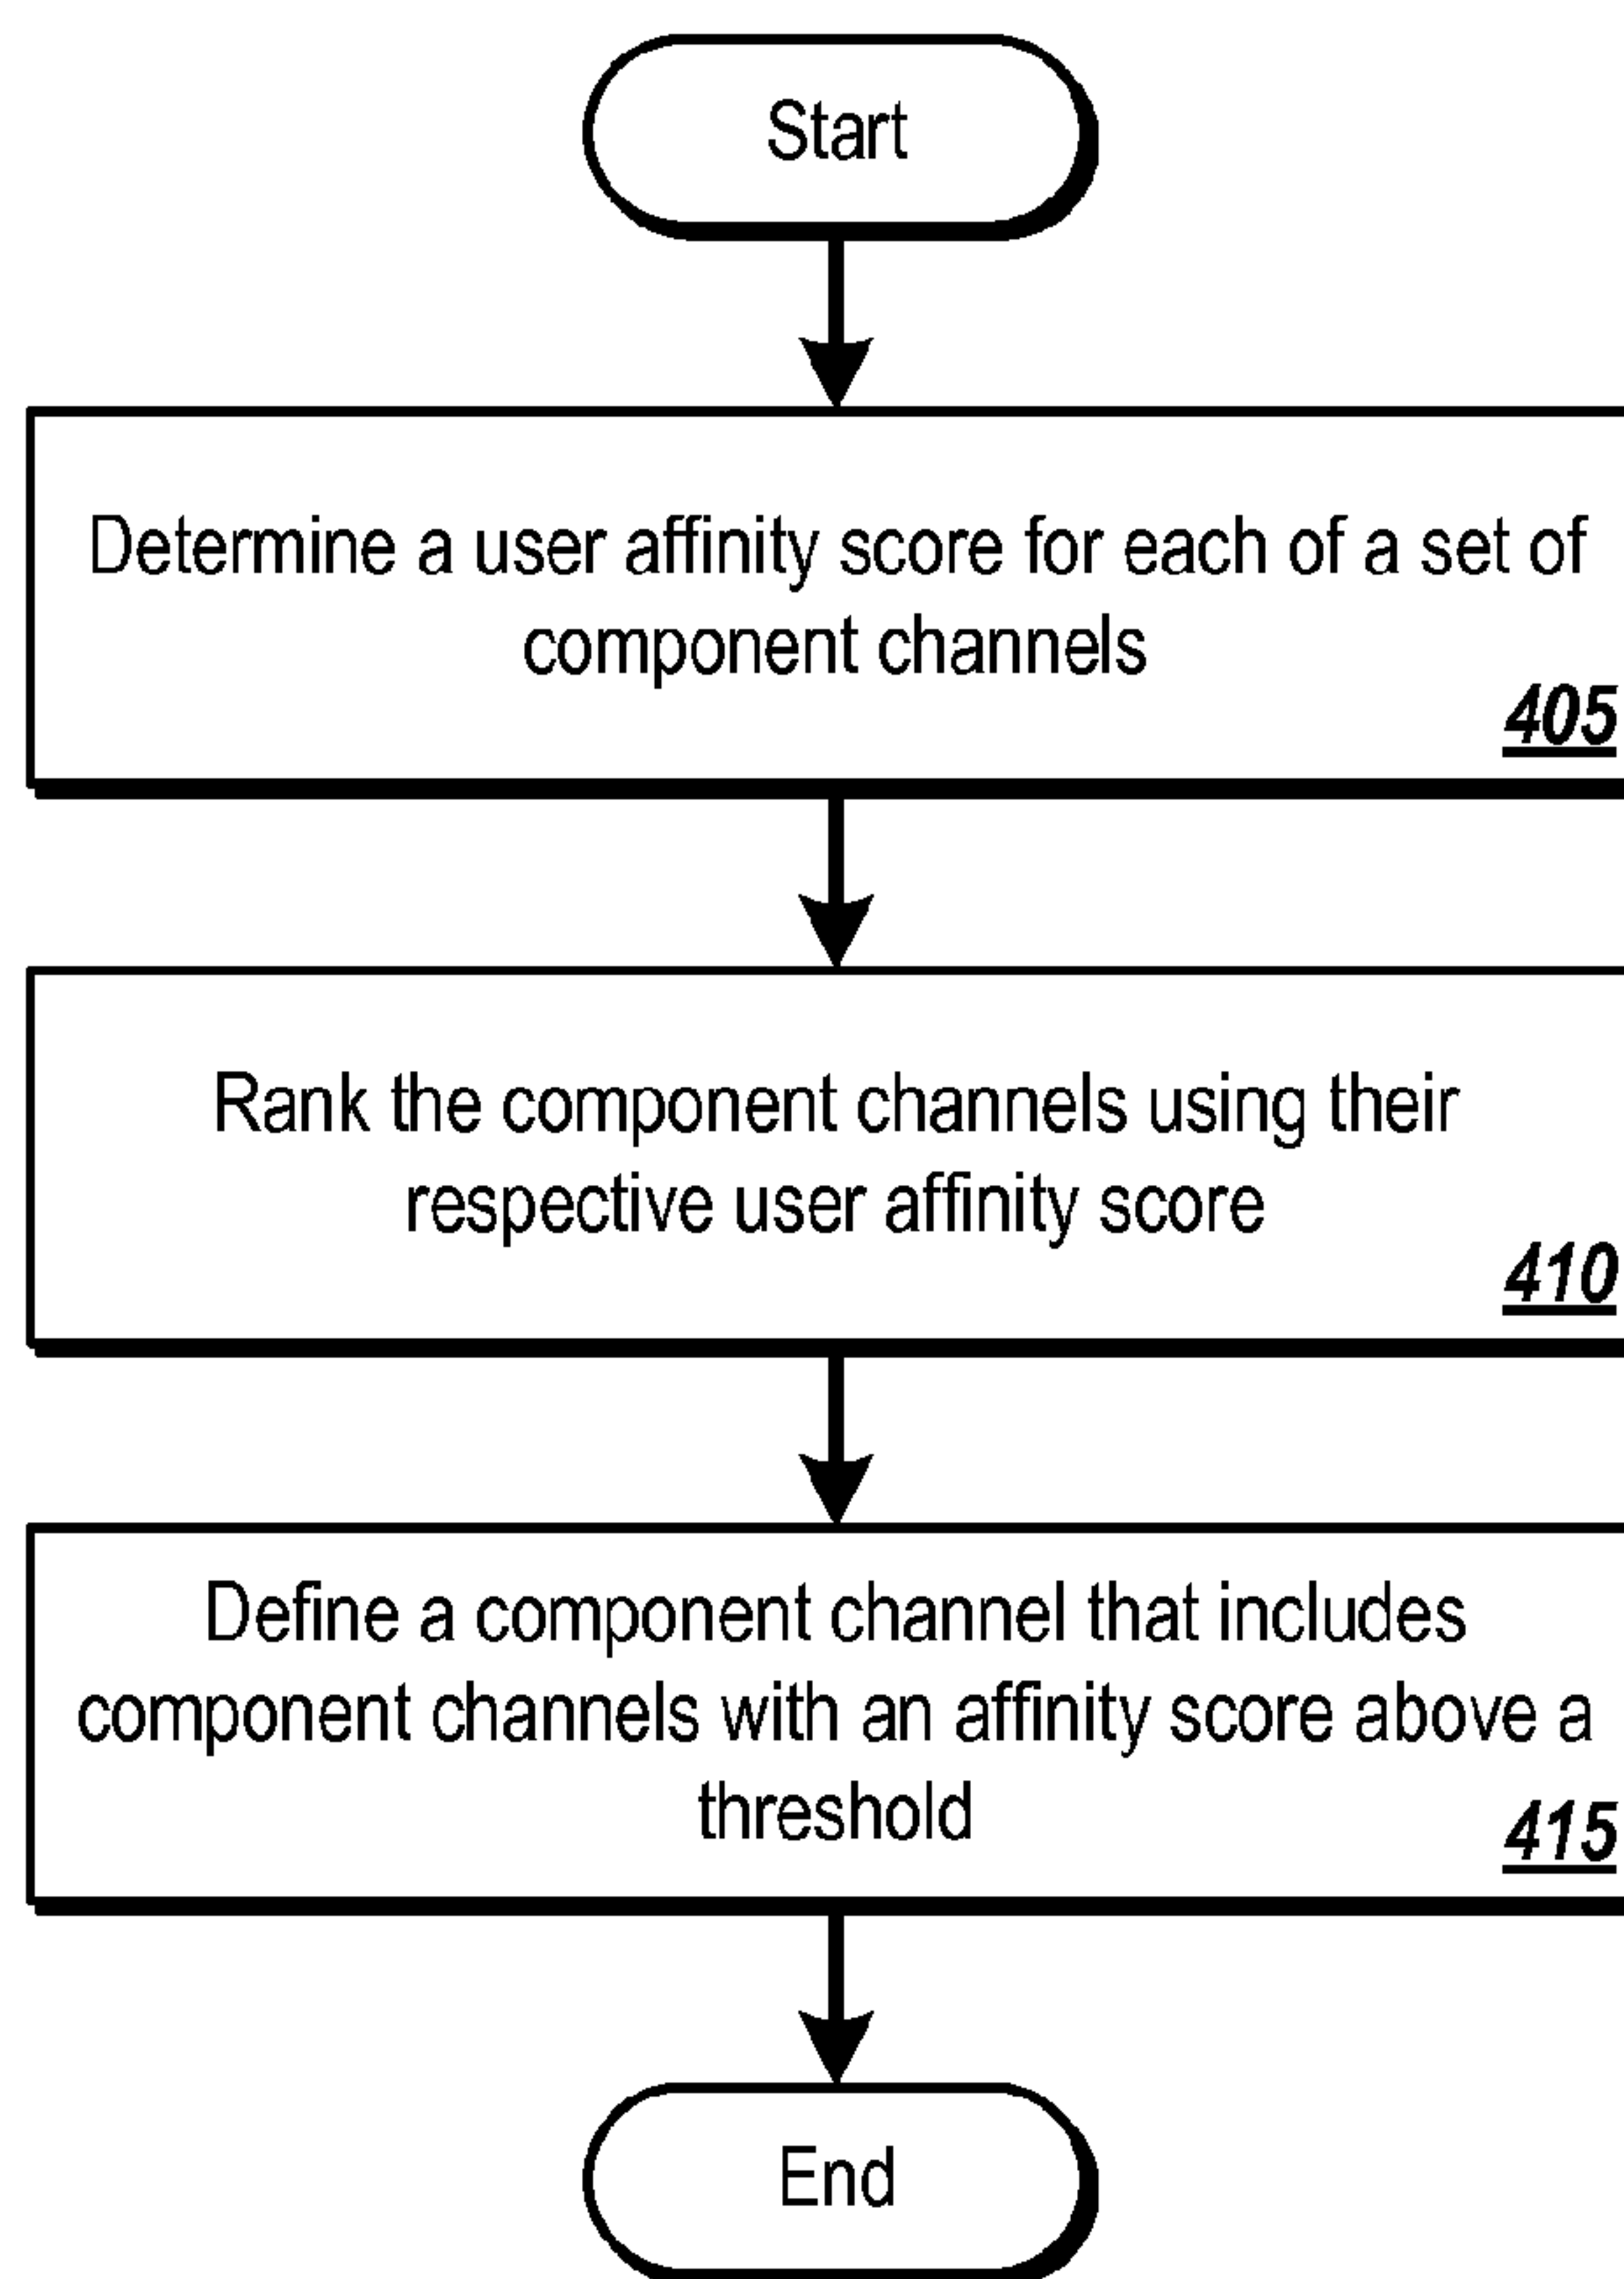 Start
Determine a user affinity score for each of a set of
component channels
405
Rank the component channels using their
respective user affinity score
410
Define a component channel that includes
component channels with an affinity score above a
threshold
415
End